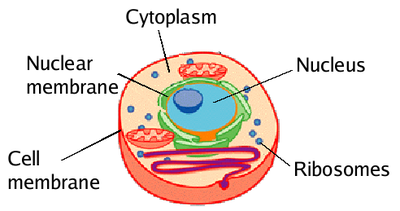 Cytoplasm
Nuclear
membrane
Nucleus
Cell
membrane
Ribosomes